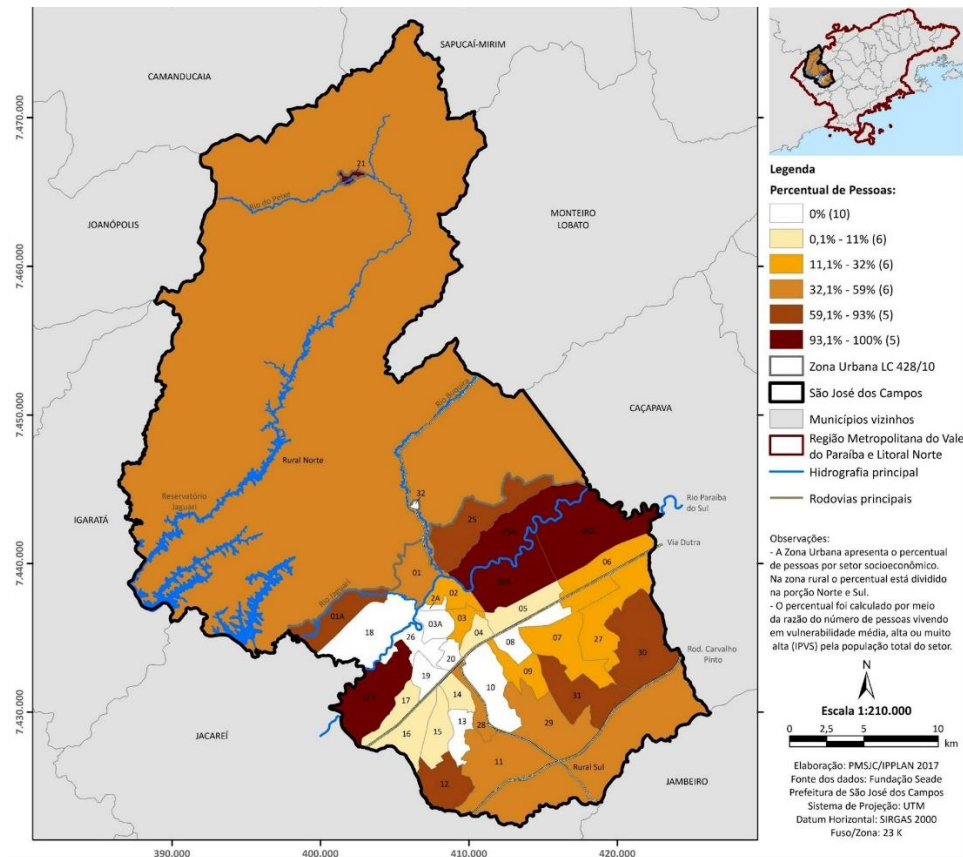 SAPUCAÍ-MIRIM
CAMANDUCAIA
7.470.000
21
Rio do Peixe
JOANÓPOLIS
MONTEIRO
LOBATO
7.460.000
7.450.000
Rio Buquira
CAÇAPAVA
Rural Norte
Reservatório
Jaguari
IGARATÁ
32
25
Rio Paraíba
do Sul
Via Dutra
7.440.000
01
06
Rio Jaguari
02
2A
05
01A
03A
03
04
18
26
08
07
27
20
30
Rod. Carvalho
Pinto
19
09
10
31
17
14
7.430.000
16
15
13
28
29
JACAREÍ
11
Rural Sul
12
JAMBEIRO
390.000
400.000
410.000
420.000
Legenda
Percentual de Pessoas:
0% (10)
0,1% - 11% (6)
11,1% - 32% (6)
32,1% - 59% (6)
59,1% - 93% (5)
93,1% - 100% (5)
Zona Urbana LC 428/10
São José dos Campos
Municípios vizinhos
Região Metropolitana do Vale
do Paraíba e Litoral Norte
Hidrografia principal
Rodovias principais
Observações:
- A Zona Urbana apresenta o percentual
de pessoas por setor socioeconômico.
Na zona rural o percentual está dividido
na porção Norte e Sul.
- O percentual foi calculado por meio
da razão do número de pessoas vivendo
em vulnerabilidade média, alta ou muito
alta (IPVS) pela população total do setor.
N
Escala 1:210.000
0 2,5 5 10
km
Elaboração: PMSJC/IPPLAN 2017
Fonte dos dados: Fundação Seade
Prefeitura de São José dos Campos
Sistema de Projeção: UTM
Datum Horizontal: SIRGAS 2000
Fuso/Zona: 23 K